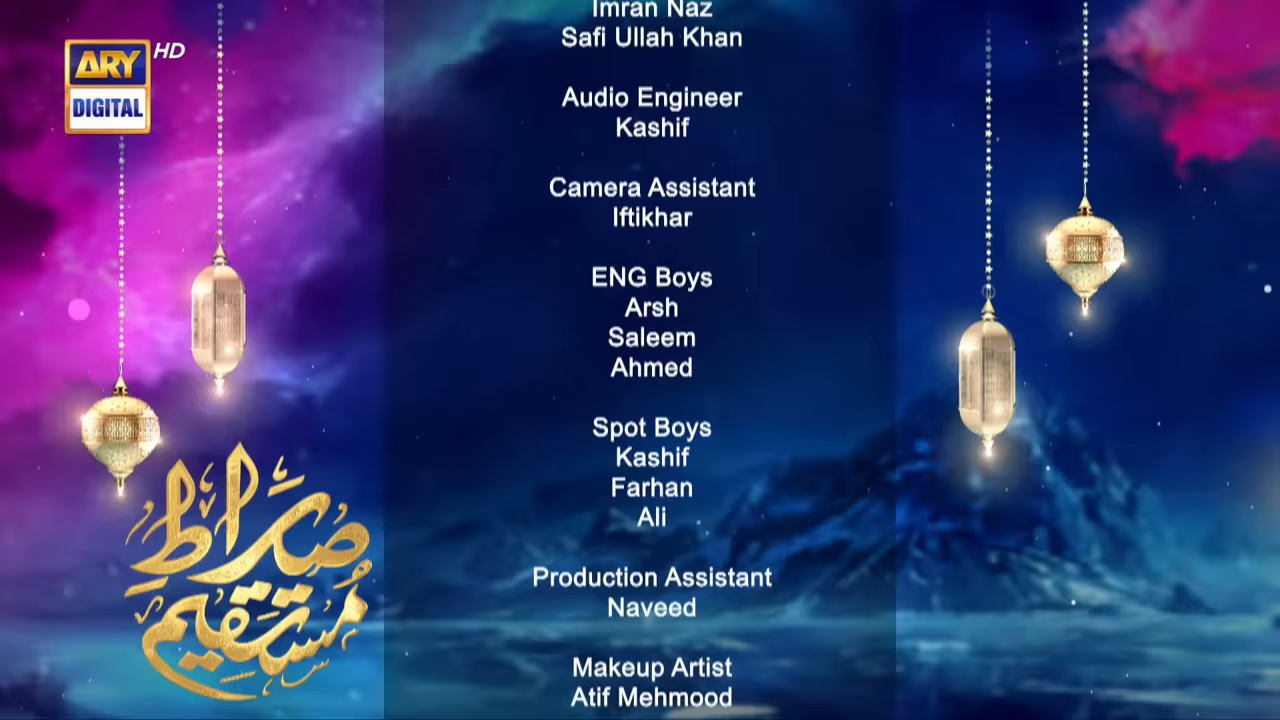 ARY
HD
DIGITAL
Imran Naz
Safi Ullah Khan
Audio Engineer
Kashif
Camera Assistant
Iftikhar
ENG Boys
Arsh
Saleem
Ahmed
Spot Boys
Kashif
Farhan
Ali
Production Assistant
Naveed
Makeup Artist
Atif Mehmood
صراطِ
مُستقیم